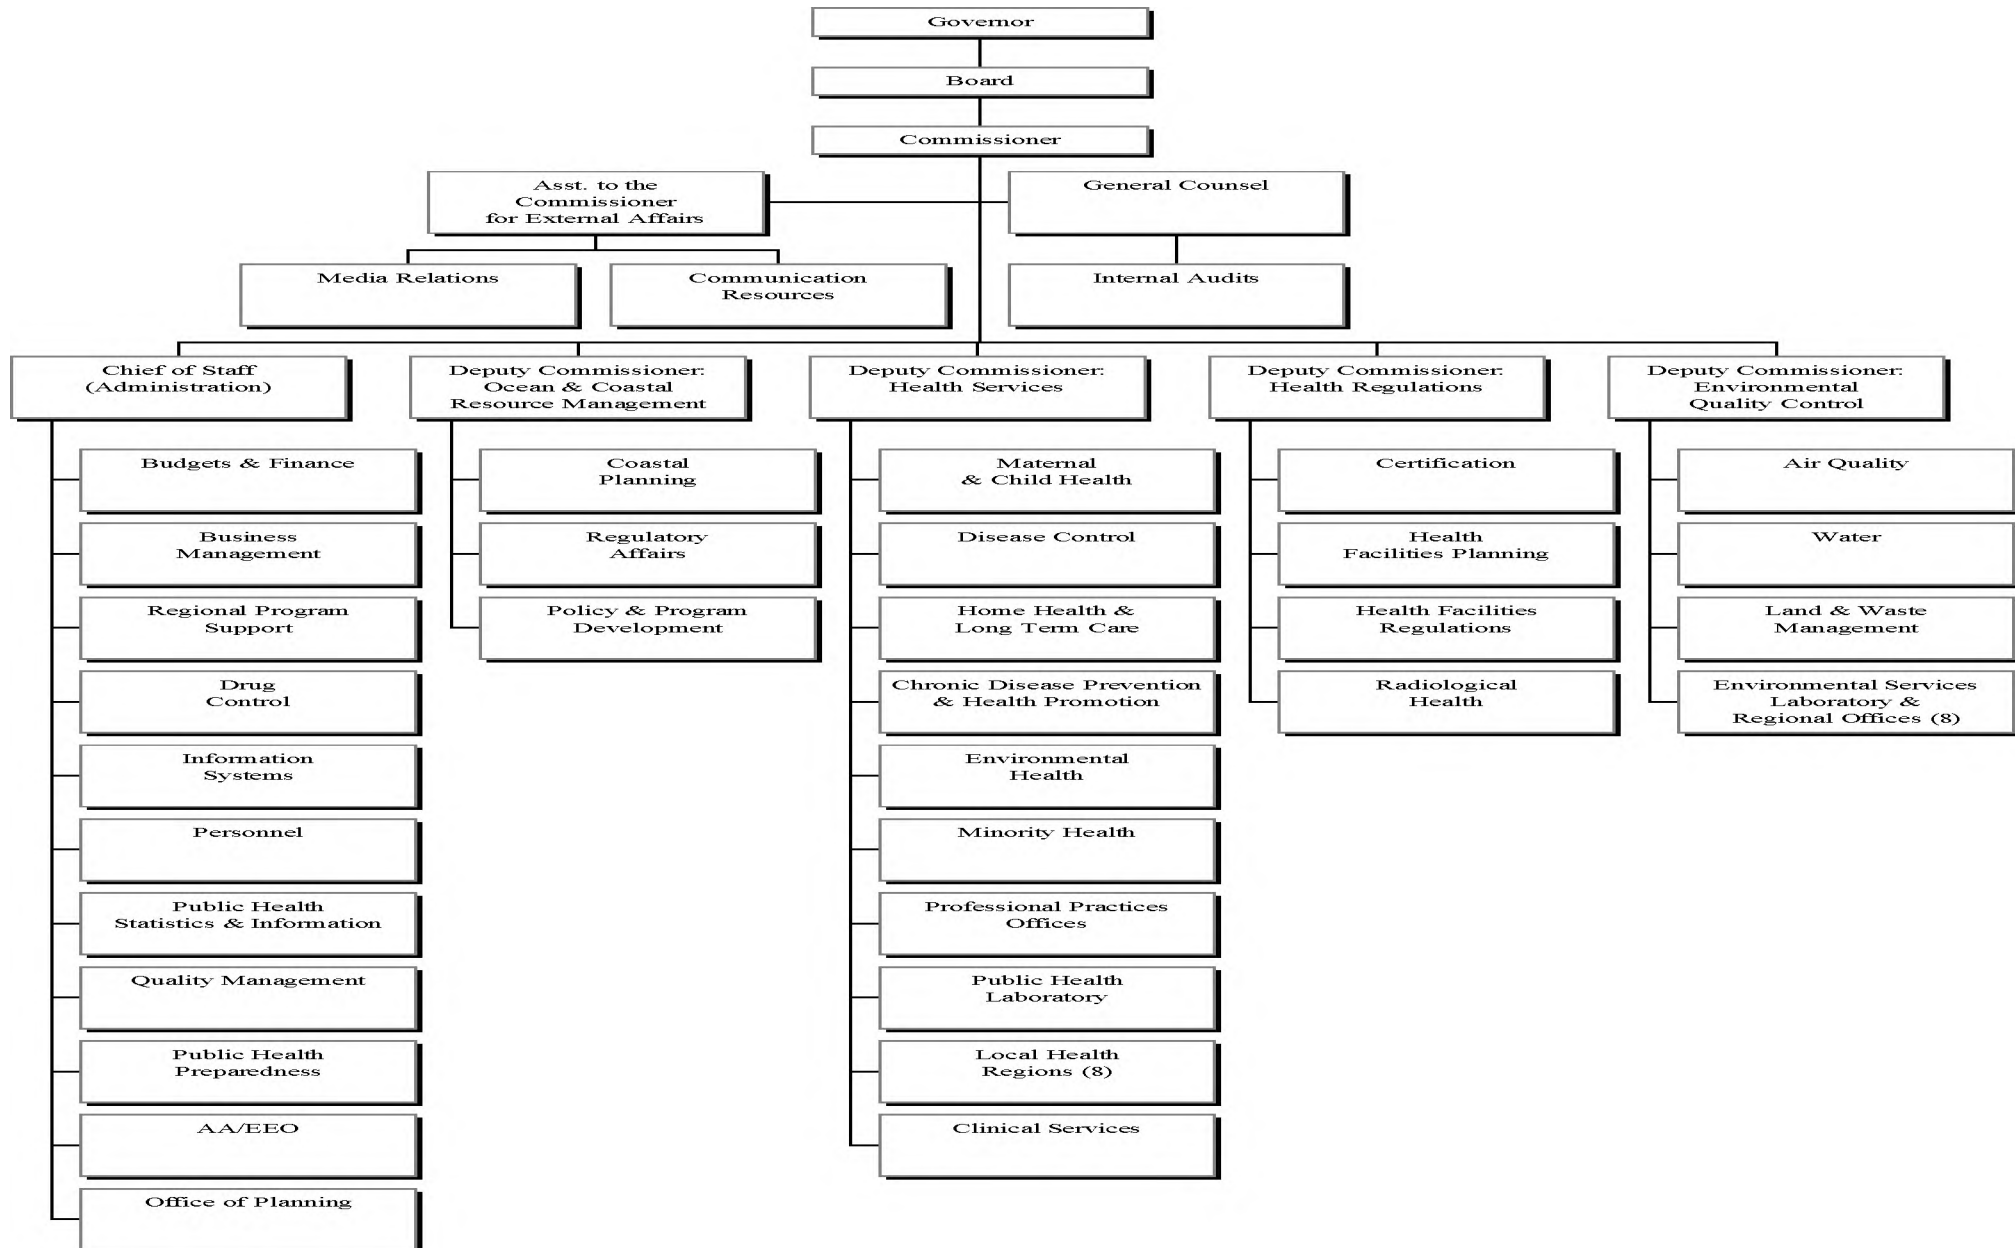 Governor
Board
Commissioner
Asst. to the
Commissioner
for External Affairs
General Counsel
Media Relations
Communication
Resources
Internal Audits
Chief of Staff
(Administration)
Deputy Commissioner:
Ocean & Coastal
Resource Management
Deputy Commissioner:
Health Services
Deputy Commissioner:
Health Regulations
Deputy Commissioner:
Environmental
Quality Control
Budgets & Finance
Business
Management
Regional Program
Support
Drug
Control
Information
Systems
Personnel
Public Health
Statistics & Information
Quality Management
Public Health
Preparedness
AA/EEO
Office of Planning
Coastal
Planning
Regulatory
Affairs
Policy & Program
Development
Maternal
& Child Health
Disease Control
Home Health &
Long Term Care
Chronic Disease Prevention
& Health Promotion
Environmental
Health
Minority Health
Professional Practices
Offices
Public Health
Laboratory
Local Health
Regions (8)
Clinical Services
Certification
Health
Facilities Planning
Health Facilities
Regulations
Radiological
Health
Air Quality
Water
Land & Waste
Management
Environmental Services
Laboratory &
Regional Offices (8)